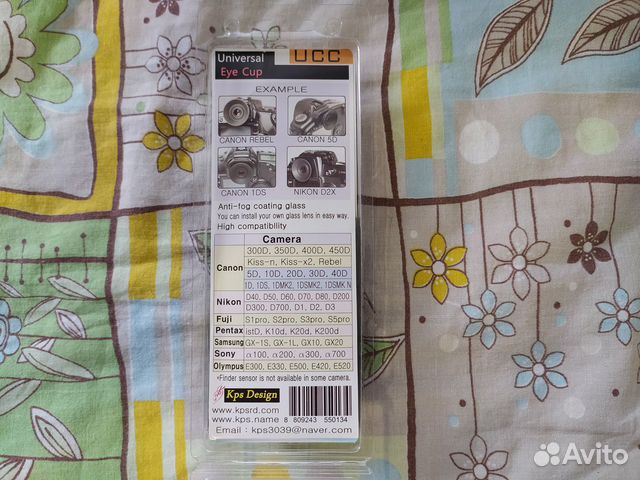 Universal
Eye Cup
UCC
EXAMPLE
CANON REBEL
CANON 5D
CANON 1DS
NIKON D2X
Anti-fog coating glass
You can install your own glass lens in easy way.
High compatibility
Camera
Canon
300D, 350D, 400D, 450D
Kiss-n, Kiss-x2, Rebel
5D, 10D, 20D, 30D, 40D
1D, 1DS, 1DMK2, 1DSMK2, 1DSMK N
Nikon
D40, D50, D60, D70, D80, D200
D300, D700, D1, D2, D3
Fuji S1pro, S2pro, S3pro, S5pro
Pentax istD, K10d, K20d, K200d
Samsung GX-1S, GX-1L, GX10, GX20
Sony α100, α200, α300, α700
Olympus E300, E330, E500, E420, E520
*Finder sensor is not available in some camera.
Kps Design
www.kpsrd.com
www.kps.name 8 809243 550134
Email : kps3039@naver.com
Avito